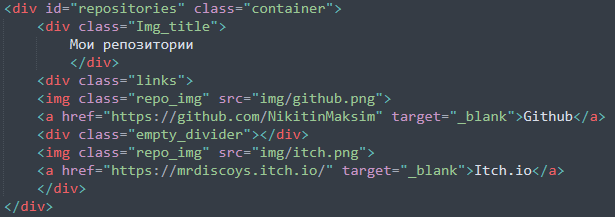 <div id="repositories" class="container">
<div class="Img_title">
Мои репозитории
</div>
<div class="links">
<img class="repo_img" src="img/github.png">
<a href="https://github.com/NikitinMaksim" target="_blank">Github</a>
<div class="empty_divider"></div>
<img class="repo_img" src="img/itch.png">
<a href="https://mrdiscoys.itch.io/" target="_blank">Itch.io</a>
</div>
</div>